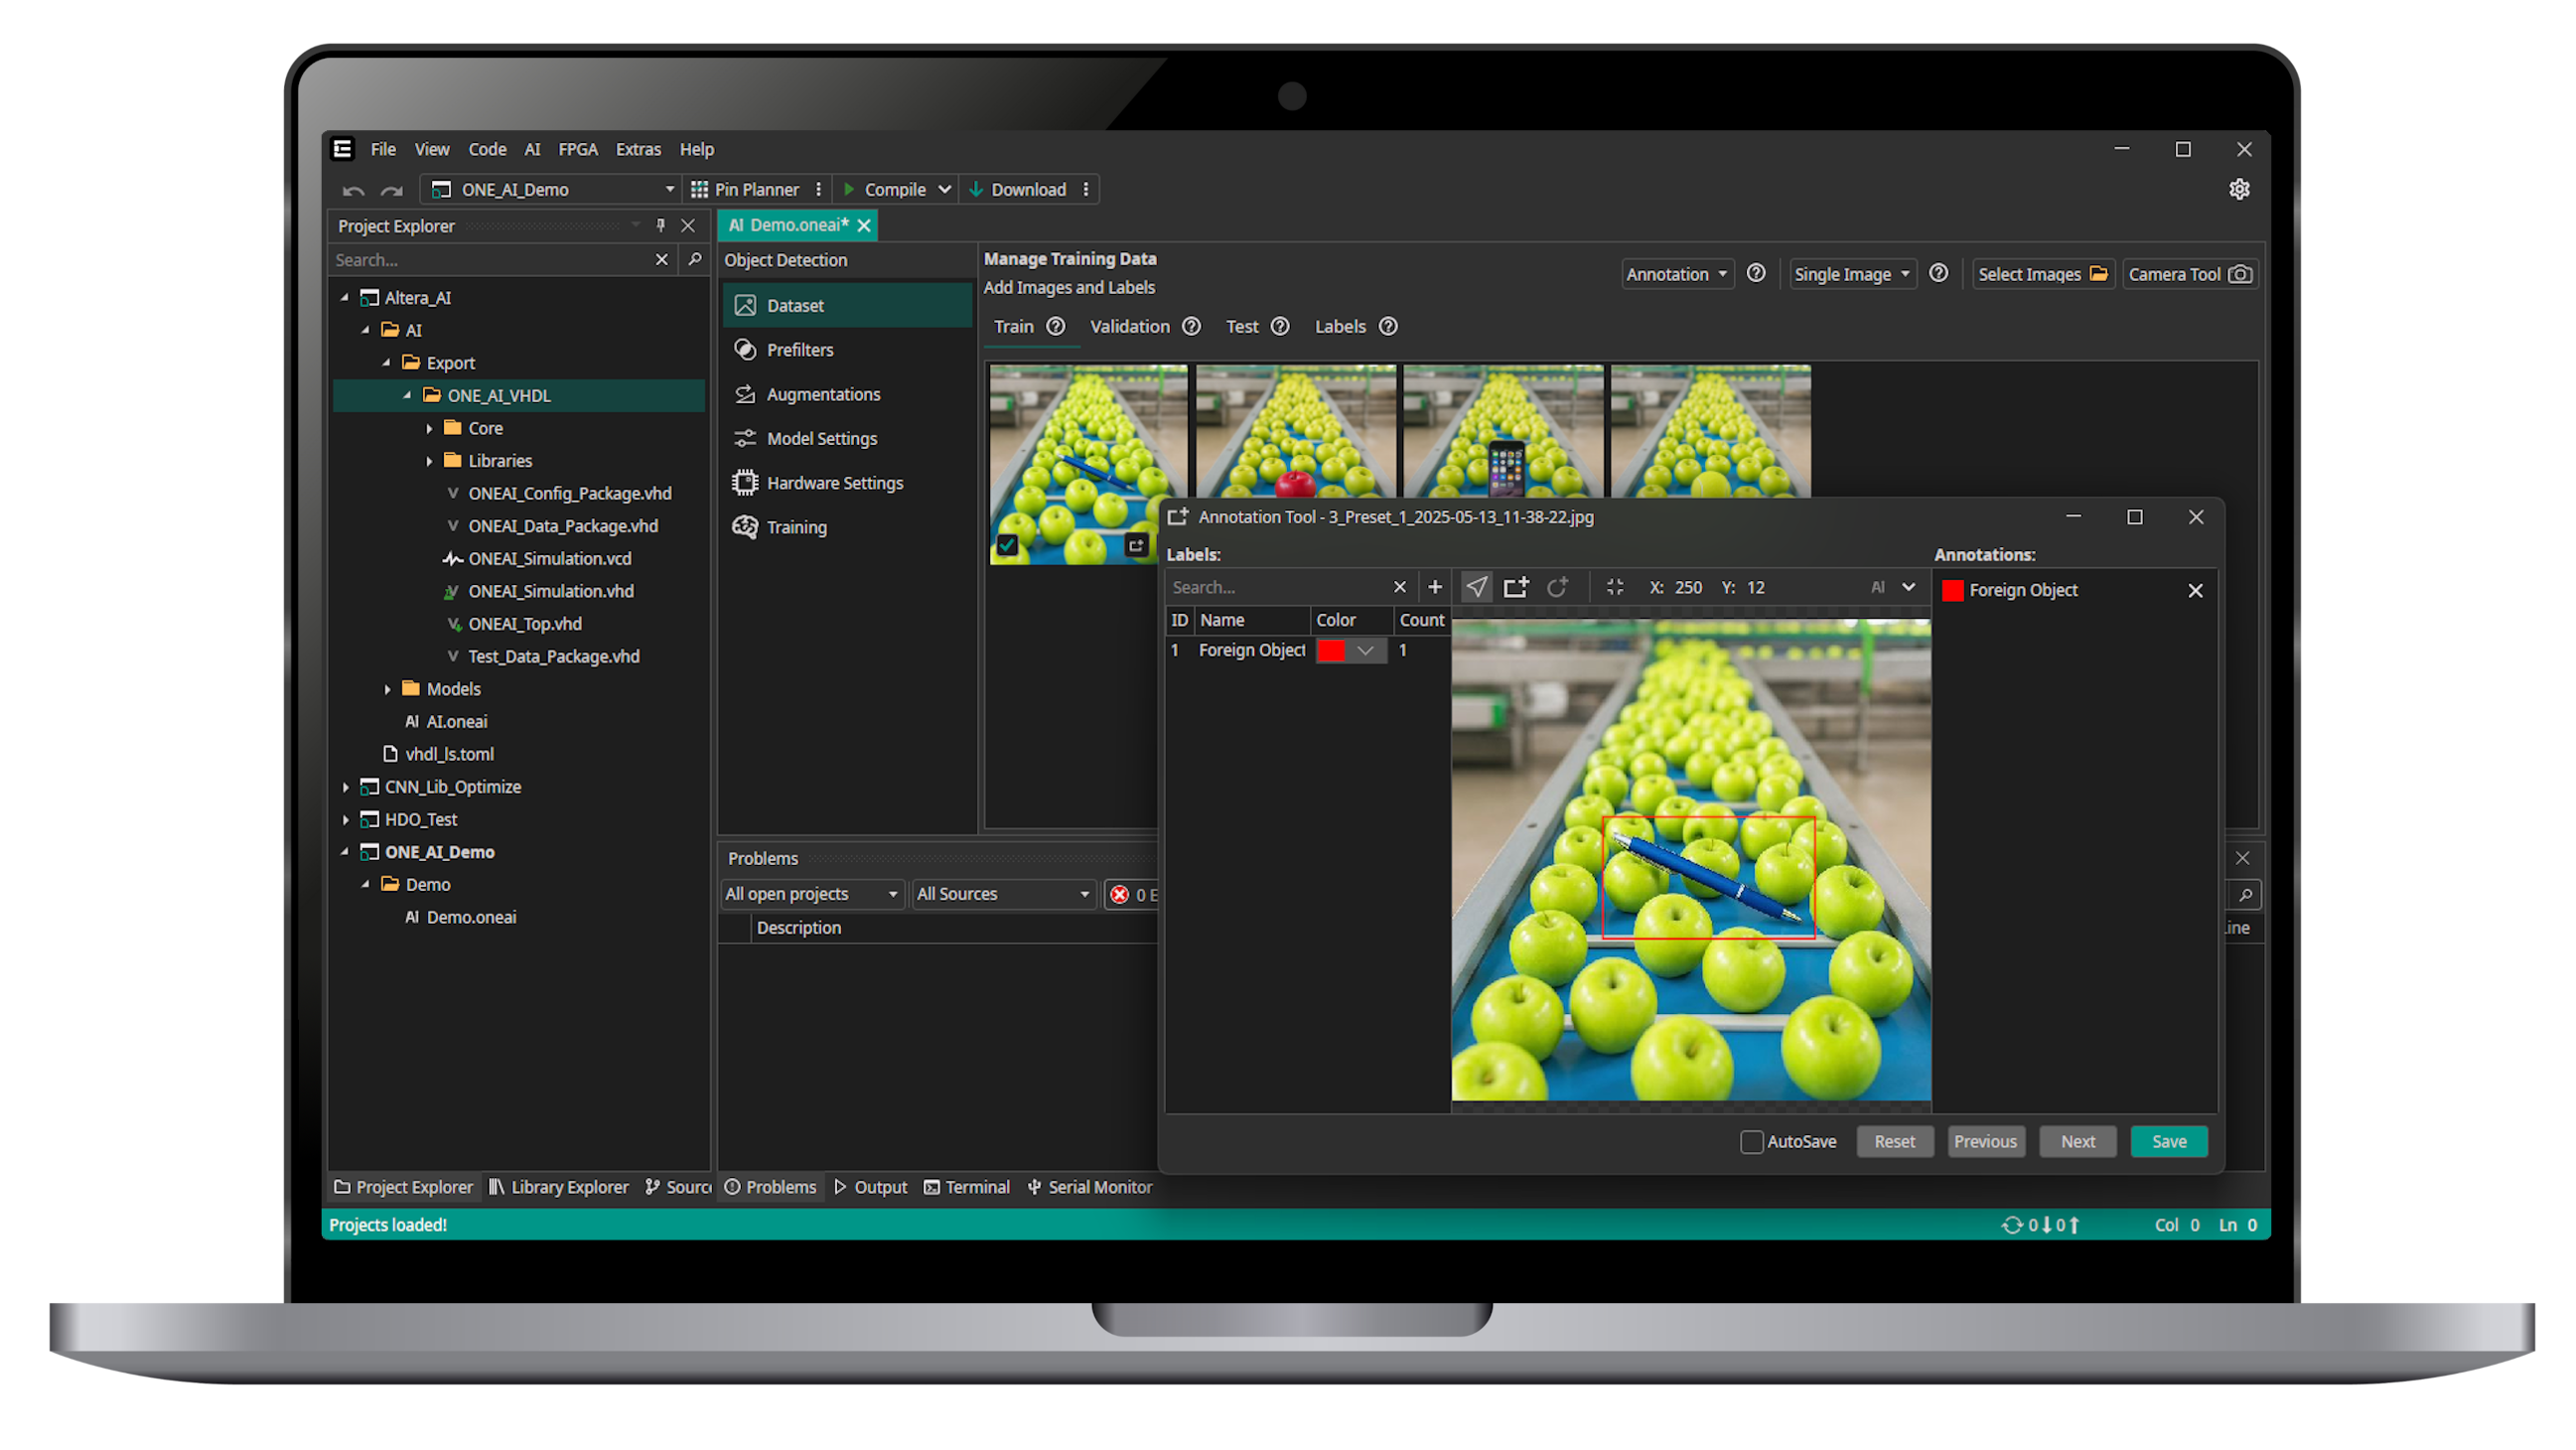 File View Code AI FPGA Extras Help
ONE_AI_Demo Pin Planner Compile Download
Project Explorer
Search...
Altera_AI
AI
Export
ONE_AI_VHDL
Core
Libraries
ONEAI_Config_Package.vhd
ONEAI_Data_Package.vhd
ONEAI_Simulation.vcd
ONEAI_Simulation.vhd
ONEAI_Top.vhd
Test_Data_Package.vhd
Models
AI AI.oneai
vhdl_ls.toml
CNN_Lib_Optimize
HDO_Test
ONE_AI_Demo
Demo
AI Demo.oneai
AI Demo.oneai*
Object Detection
Dataset
Prefilters
Augmentations
Model Settings
Hardware Settings
Training
Manage Training Data
Add Images and Labels
Annotation Single Image Select Images Camera Tool
Train Validation Test Labels
Annotation Tool - 3_Preset_1_2025-05-13_11-38-22.jpg
Labels:
Search...
X: 250 Y: 12 AI
ID Name Color Count
1 Foreign Object 1
Annotations:
Foreign Object
AutoSave Reset Previous Next Save
Problems
All open projects All Sources 0 E
Description
ine
Project Explorer Library Explorer Sourc
Problems Output Terminal Serial Monitor
Projects loaded!
0 0
Col 0 Ln 0